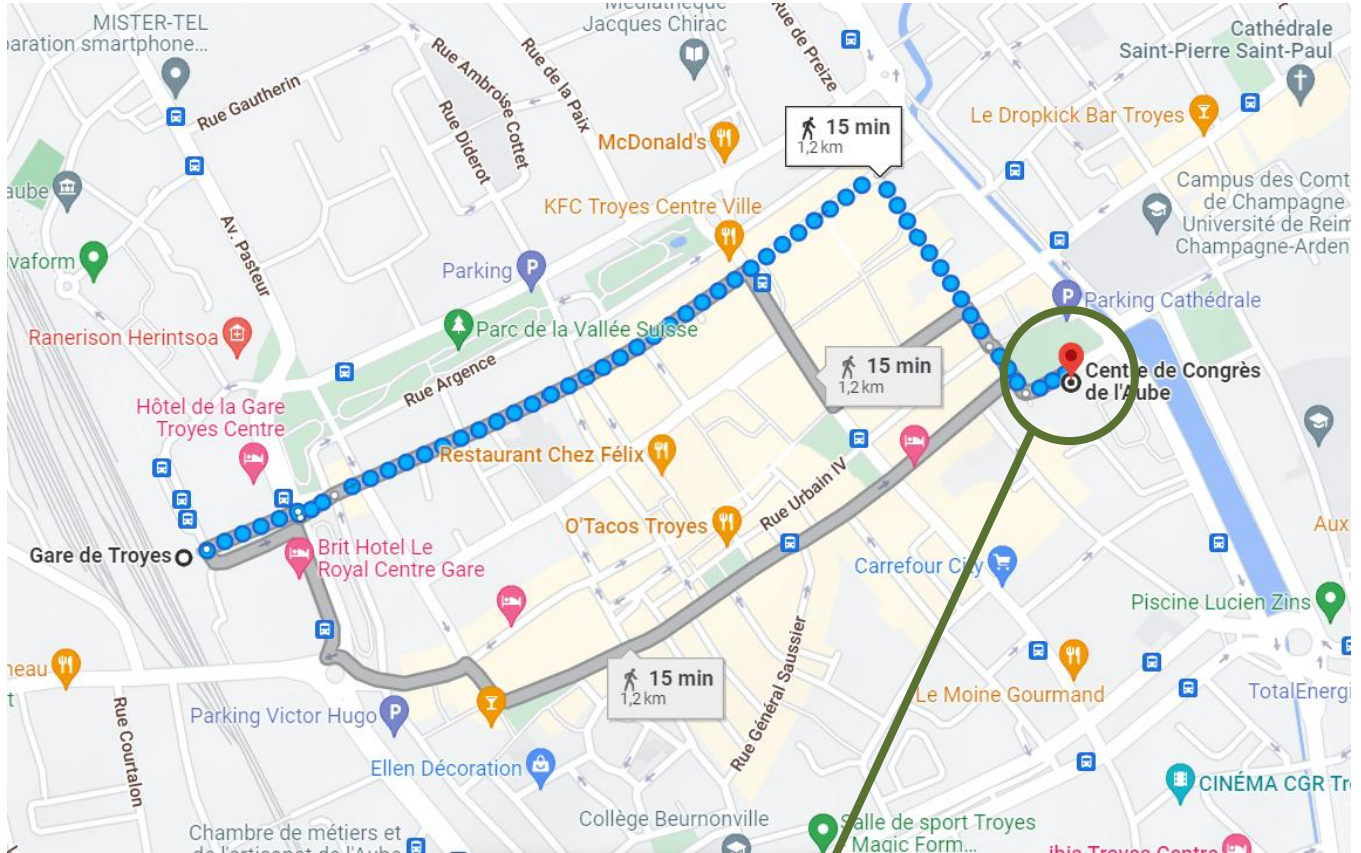 MISTER-TEL
paration smartphone...
Médiathèque
Jacques Chirac
Rue de Preize
Cathédrale
Saint-Pierre Saint-Paul
Rue Gautherin
Rue Ambroise Cottet
Rue de la Paix
Rue Diderot
McDonald's
15 min
1,2 km
Le Dropkick Bar Troyes
aube
Campus des Comt
de Champagne
Université de Reim
Champagne-Arden
KFC Troyes Centre Ville
Av. Pasteur
ivaform
Parking
P
P
Parking Cathédrale
Ranerison Herintsoa
Parc de la Vallée Suisse
Rue Argence
15 min
1,2 km
Centre de Congrès
de l'Aube
Hôtel de la Gare
Troyes Centre
Restaurant Chez Félix
Rue Urbain IV
O'Tacos Troyes
Aux
Gare de Troyes
Brit Hotel Le
Royal Centre Gare
Carrefour City
Piscine Lucien Zins
neau
t
15 min
1,2 km
Rue Général Saussier
Le Moine Gourmand
TotalEnergi
Rue Courtalon
Parking Victor Hugo
P
Ellen Décoration
CINÉMA CGR Tr
Chambre de métiers et
de l'artisanat de l'Aube
Collège Beurnonville
Salle de sport Troyes
Magic Form...
ibis Troyes Centre